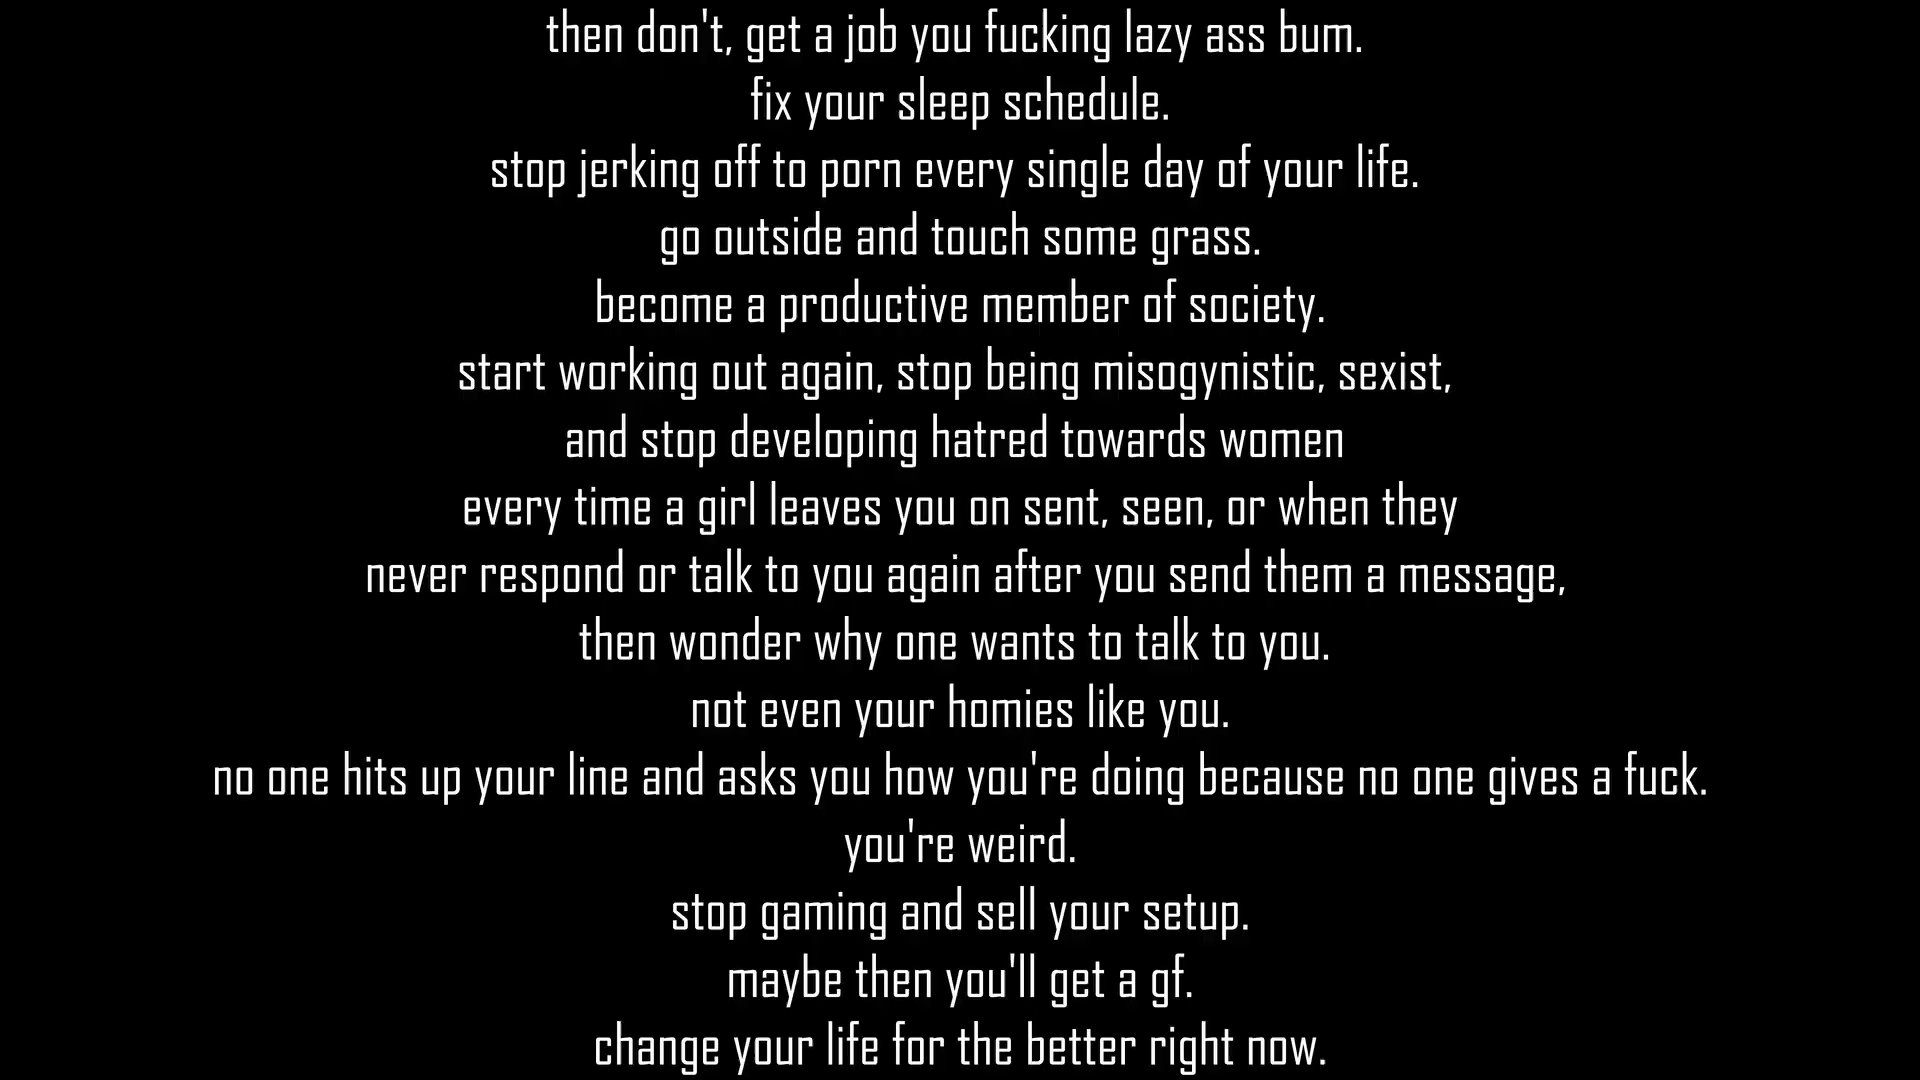 then don't, get a job you fucking lazy ass bum.
fix your sleep schedule.
stop jerking off to porn every single day of your life.
go outside and touch some grass.
become a productive member of society.
start working out again, stop being misogynistic, sexist,
and stop developing hatred towards women
every time a girl leaves you on sent, seen, or when they
never respond or talk to you again after you send them a message,
then wonder why one wants to talk to you.
not even your homies like you.
no one hits up your line and asks you how you're doing because no one gives a fuck.
you're weird.
stop gaming and sell your setup.
maybe then you'll get a gf.
change your life for the better right now.